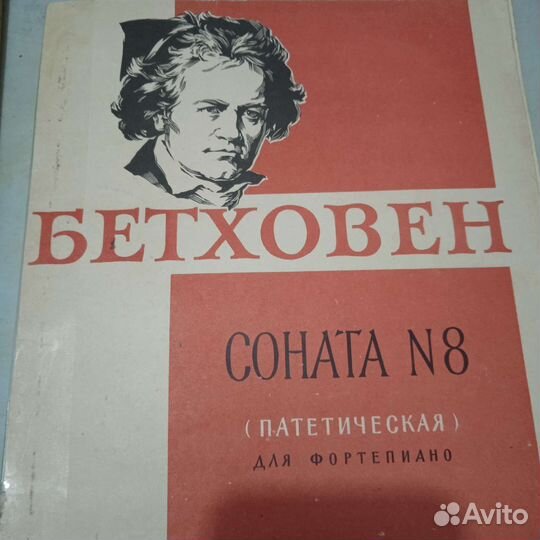 БЕТХОВЕН
СОНАТА N8
(ПАТЕТИЧЕСКАЯ)
ДЛЯ ФОРТЕПИАНО
Avito